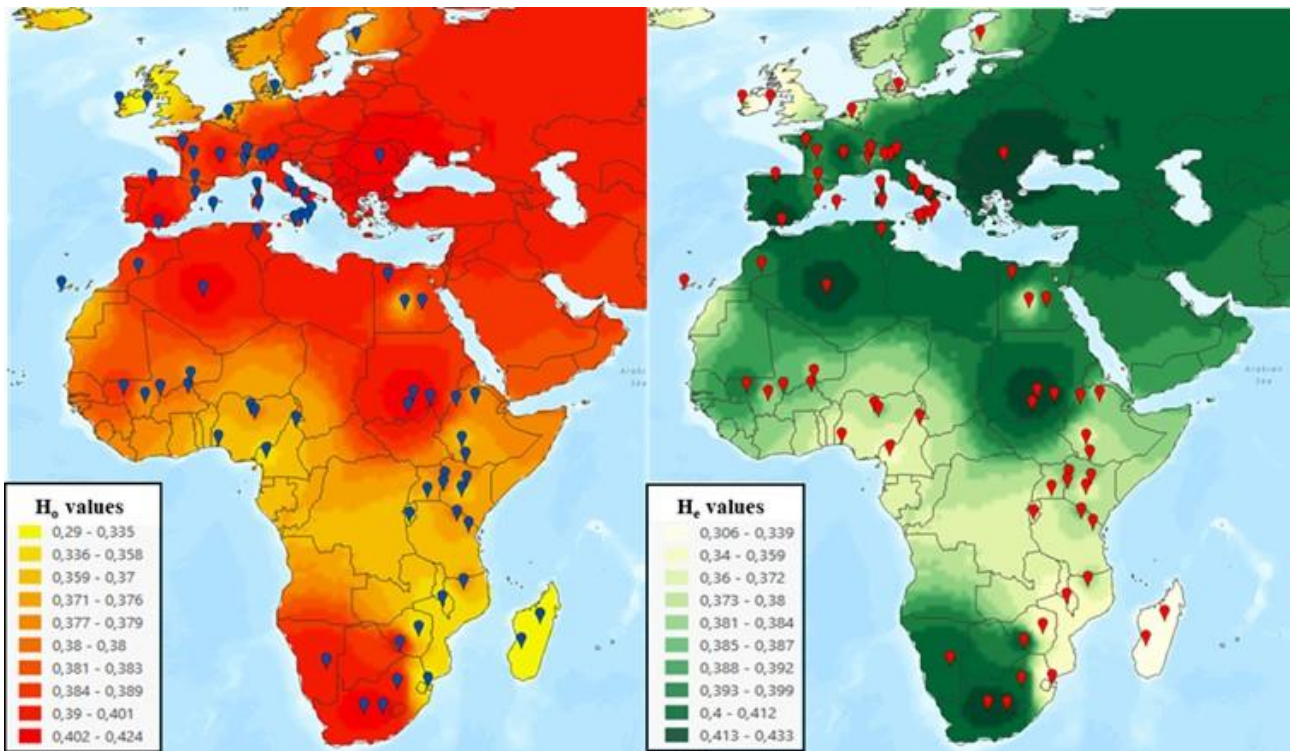 Arabian
Sea
Hₒ values
0,29 - 0,335
0,336 - 0,358
0,359 - 0,37
0,371 - 0,376
0,377 - 0,379
0,38 - 0,38
0,381 - 0,383
0,384 - 0,389
0,39 - 0,401
0,402 - 0,424
Arabian
Sea
Hₑ values
0,306 - 0,339
0,34 - 0,359
0,36 - 0,372
0,373 - 0,38
0,381 - 0,384
0,385 - 0,387
0,388 - 0,392
0,393 - 0,399
0,4 - 0,412
0,413 - 0,433